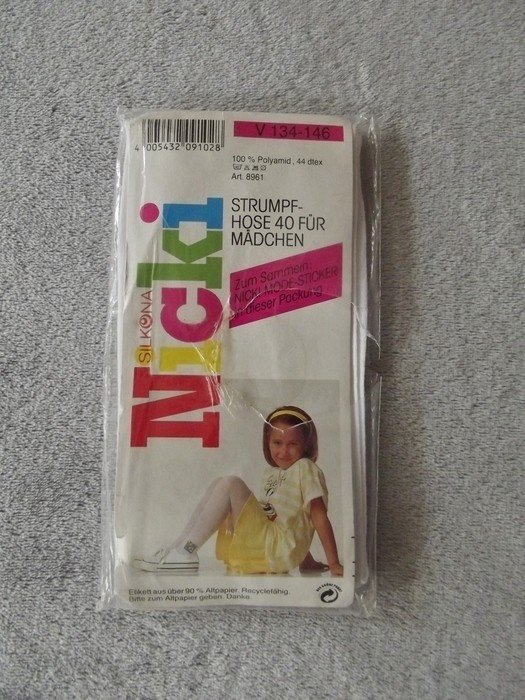 4 005432 091028
V 134-146
100 % Polyamid, 44 dtex
Art. 8961
STRUMPF-
HOSE 40 FÜR
MÄDCHEN
Zum Sammeln:
NICKI MODE-STICKER
in dieser Packung
SILKONA
Nicki
Etikett aus über 90 % Altpapier. Recyclefähig.
Bitte zum Altpapier geben. Danke.